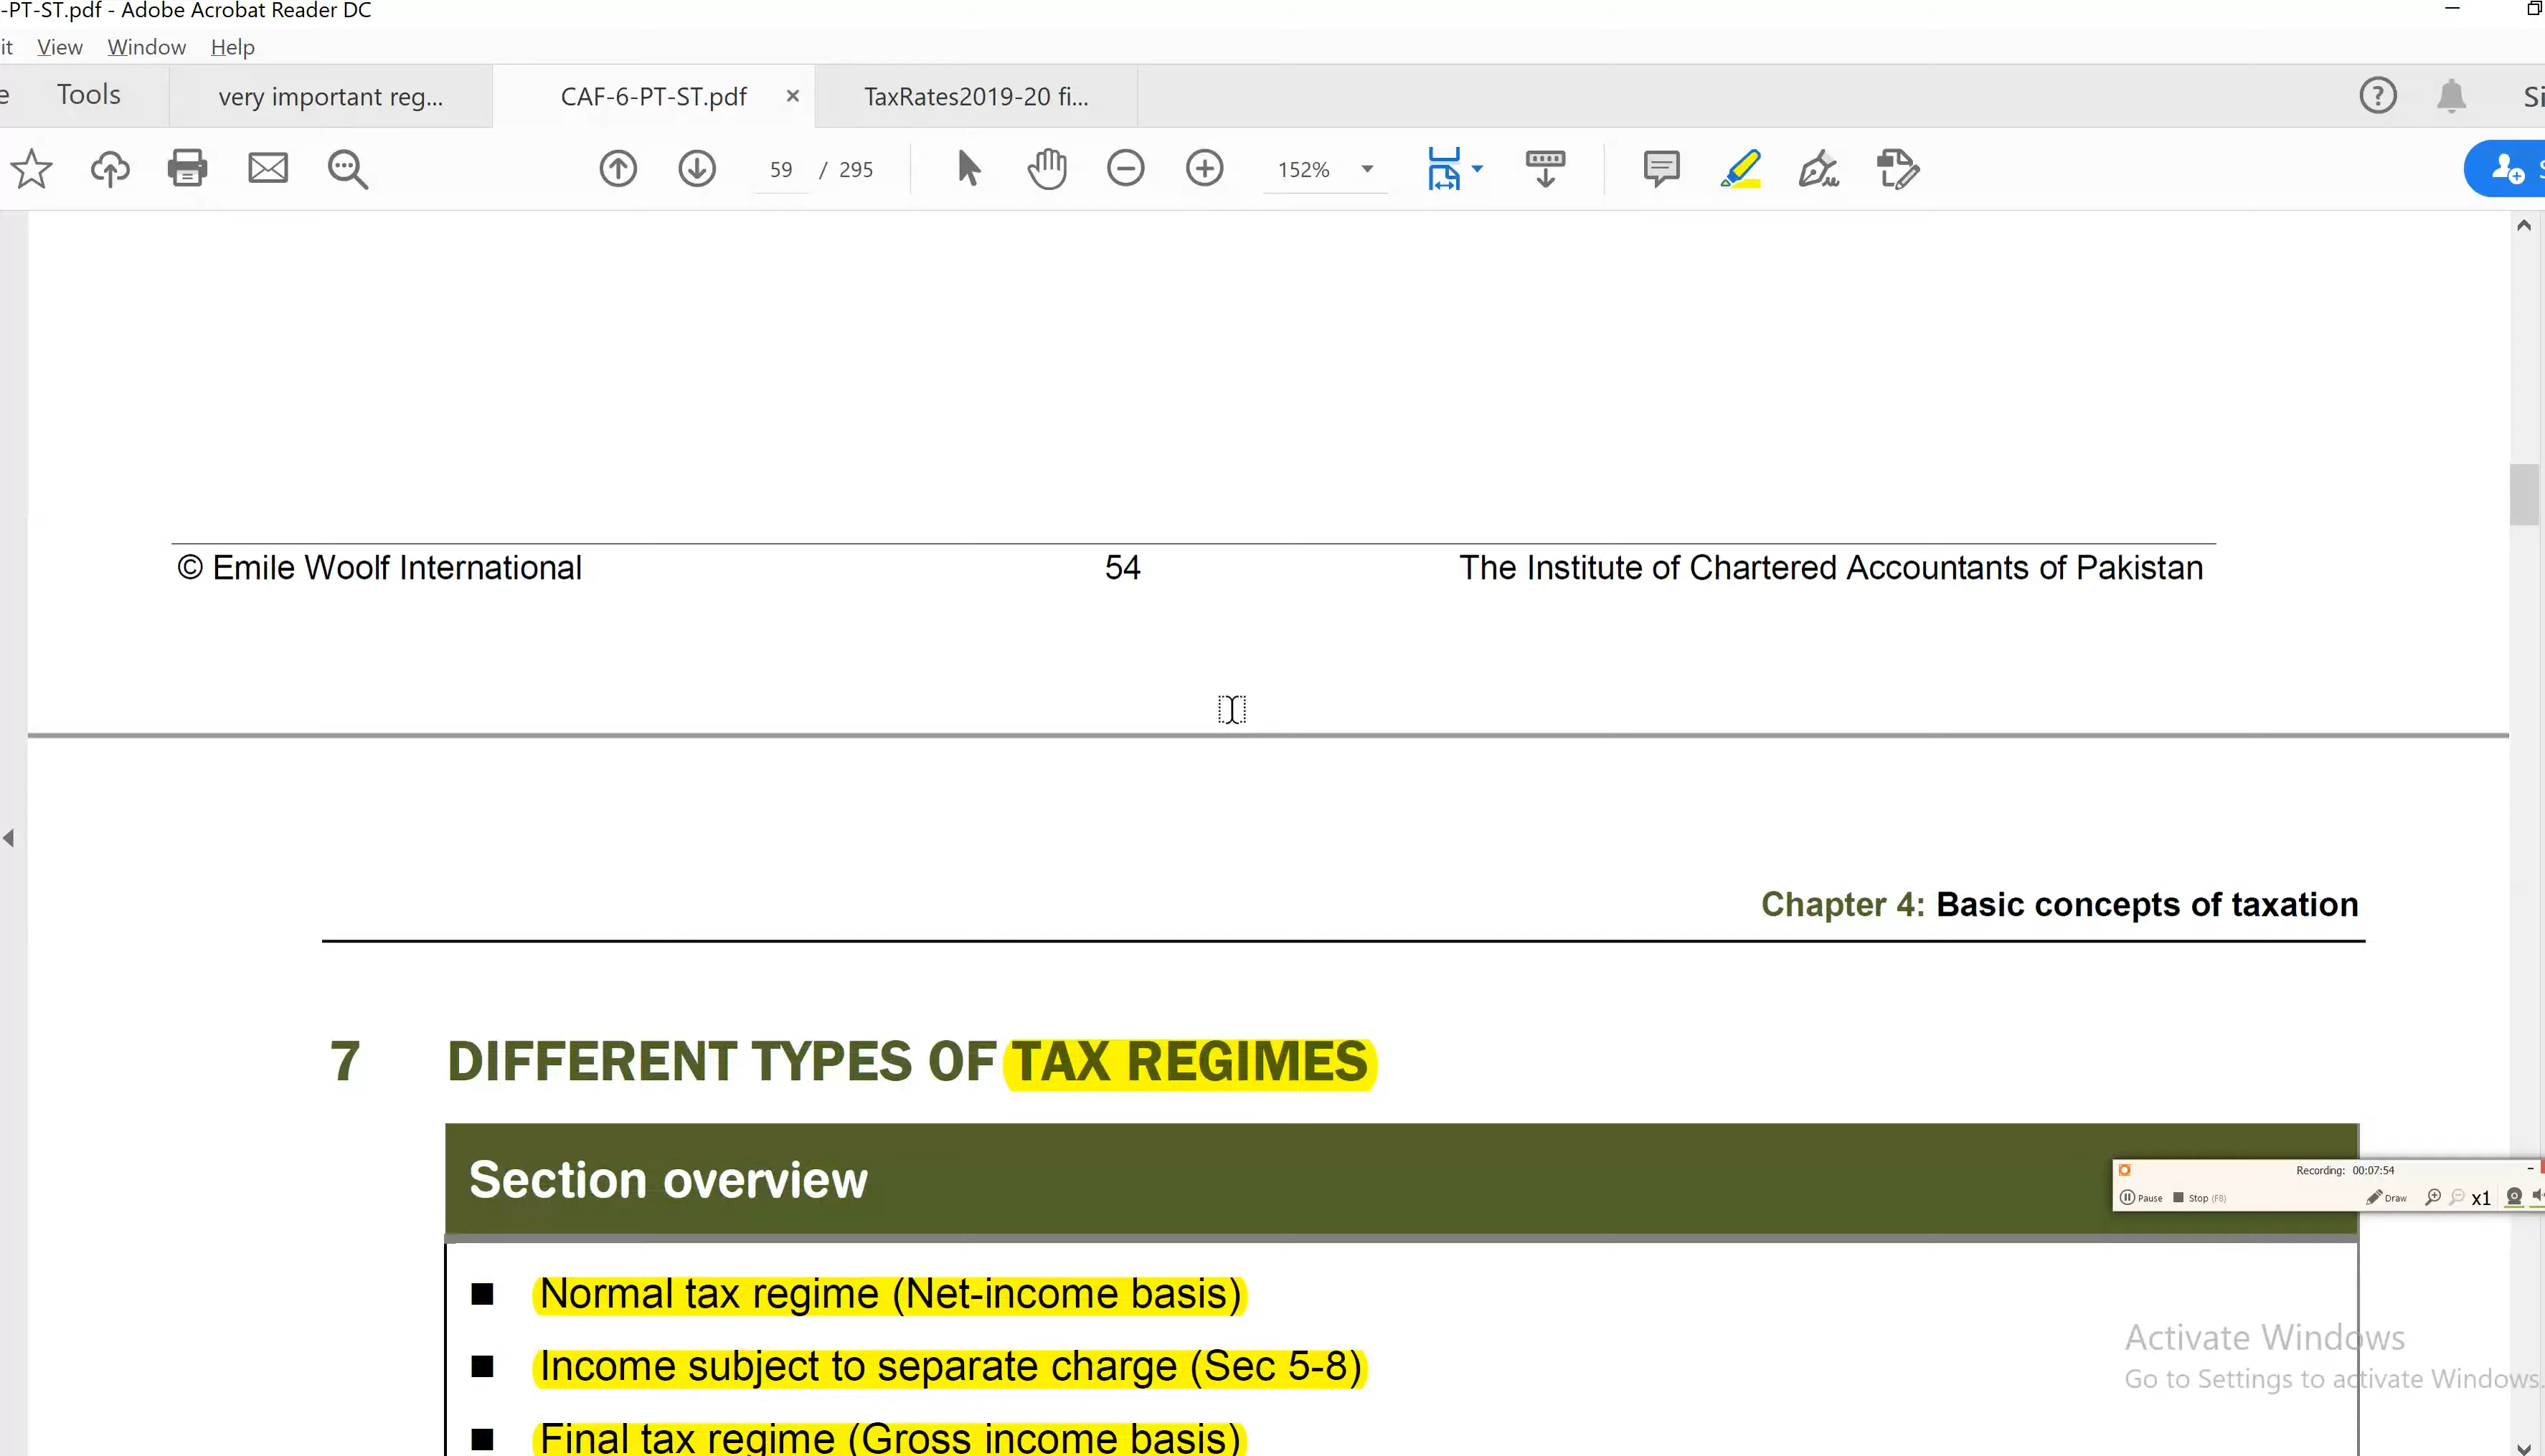 -PT-ST.pdf - Adobe Acrobat Reader DC
it View Window Help
e Tools very important reg... CAF-6-PT-ST.pdf × TaxRates2019-20 fi... ? Si
59 / 295 152% S
© Emile Woolf International 54 The Institute of Chartered Accountants of Pakistan
Chapter 4: Basic concepts of taxation
7 DIFFERENT TYPES OF TAX REGIMES
Section overview
Recording: 00:07:54
Pause Stop (F8) Draw x1
■ Normal tax regime (Net-income basis)
■ Income subject to separate charge (Sec 5-8)
■ Final tax regime (Gross income basis)
Activate Windows
Go to Settings to activate Windows.